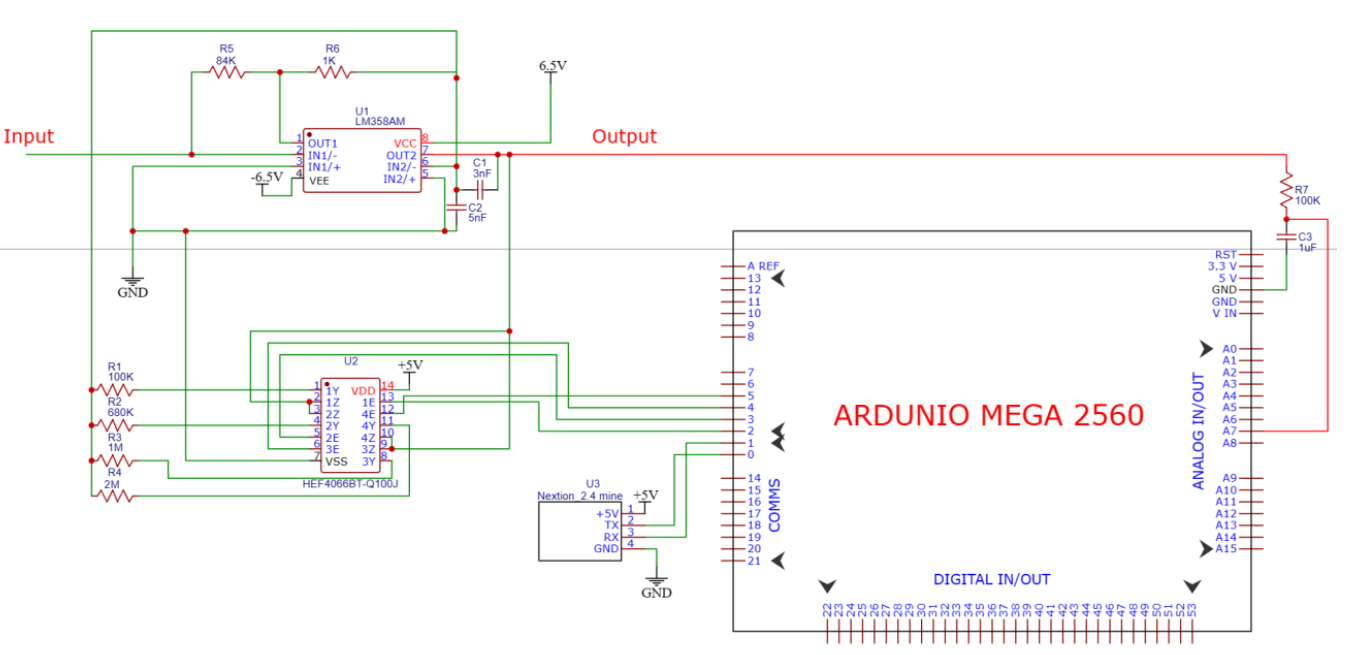 Input
R5
84K
R6
1K
U1
LM358AM
1 OUT1
2 IN1/-
3 IN1/+
4 VEE
VCC 8
OUT2 7
IN2/- 6
IN2/+ 5
-6.5V
6.5V
Output
C1
3nF
C2
5nF
GND
R7
100K
C3
1uF
R1
100K
R2
680K
R3
1M
R4
2M
U2
+5V
1 1Y
2 1Z
3 2Z
4 2Y
5 2E
6 3E
7 VSS
VDD 14
1E 13
4E 12
4Y 11
4Z 10
3Z 9
3Y 8
HEF4066BT-Q100J
U3
Nextion_2.4 mine
+5V
+5V 1
TX 2
RX 3
GND 4
GND
A REF
13
12
11
10
9
8
7
6
5
4
3
2
1
0
14
15
16
17
18
19
20
21
COMMS
ARDUNIO MEGA 2560
RST
3.3 V
5 V
GND
GND
V IN
A0
A1
A2
A3
A4
A5
A6
A7
A8
A9
A10
A11
A12
A13
A14
A15
ANALOG IN/OUT
DIGITAL IN/OUT
22 23 24 25 26 27 28 29 30 31 32 33 34 35 36 37 38 39 40 41 42 43 44 45 46 47 48 49 50 51 52 53